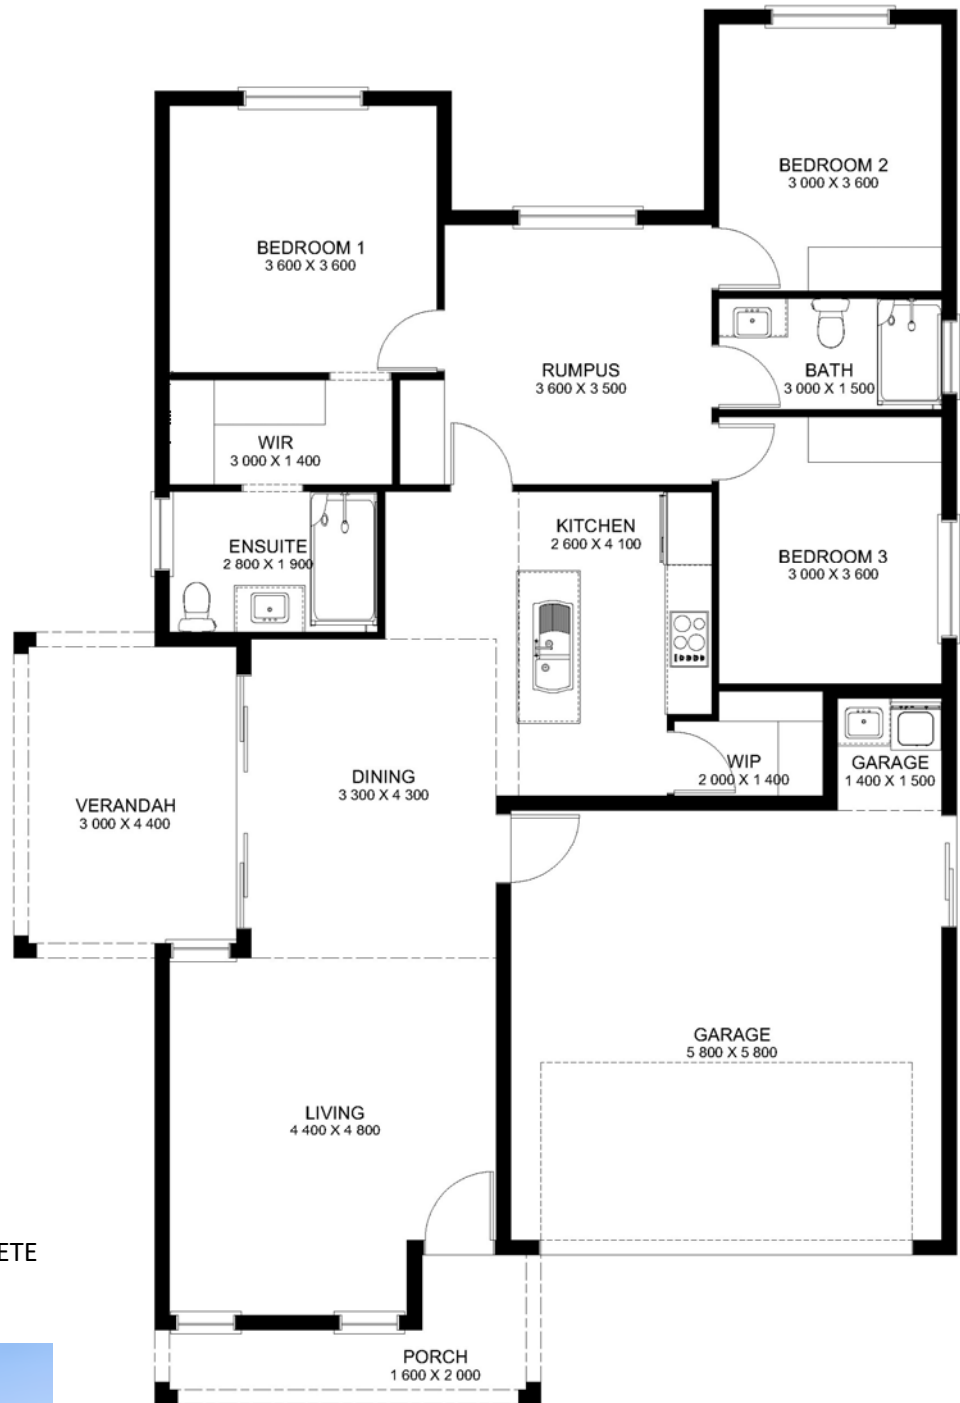 BEDROOM 2
3 000 X 3 600
BEDROOM 1
3 600 X 3 600
RUMPUS
3 600 X 3 500
BATH
3 000 X 1 500
WIR
3 000 X 1 400
KITCHEN
2 600 X 4 100
ENSUITE
2 800 X 1 900
BEDROOM 3
3 000 X 3 600
WIP
2 000 X 1 400
GARAGE
1 400 X 1 500
DINING
3 300 X 4 300
VERANDAH
3 000 X 4 400
GARAGE
5 800 X 5 800
LIVING
4 400 X 4 800
ETE
PORCH
1 600 X 2 000